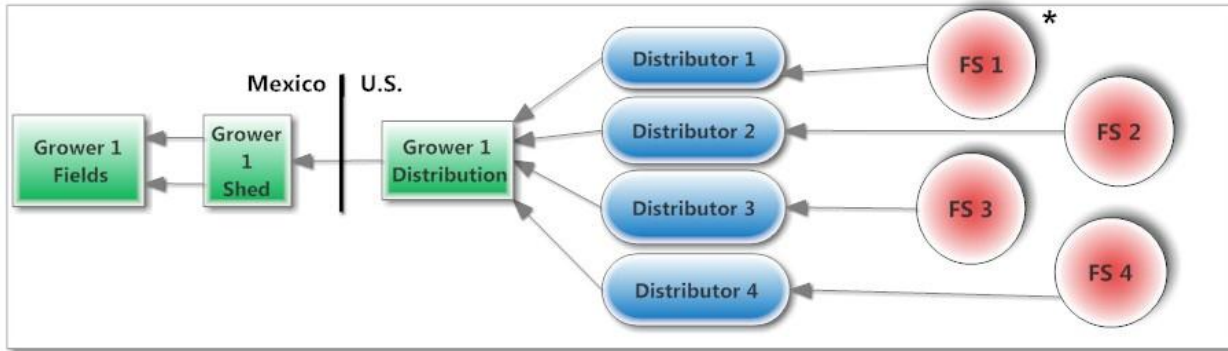 Mexico
U.S.
Grower 1
Fields
Grower
1
Shed
Grower 1
Distribution
Distributor 1
Distributor 2
Distributor 3
Distributor 4
FS 1
*
FS 2
FS 3
FS 4